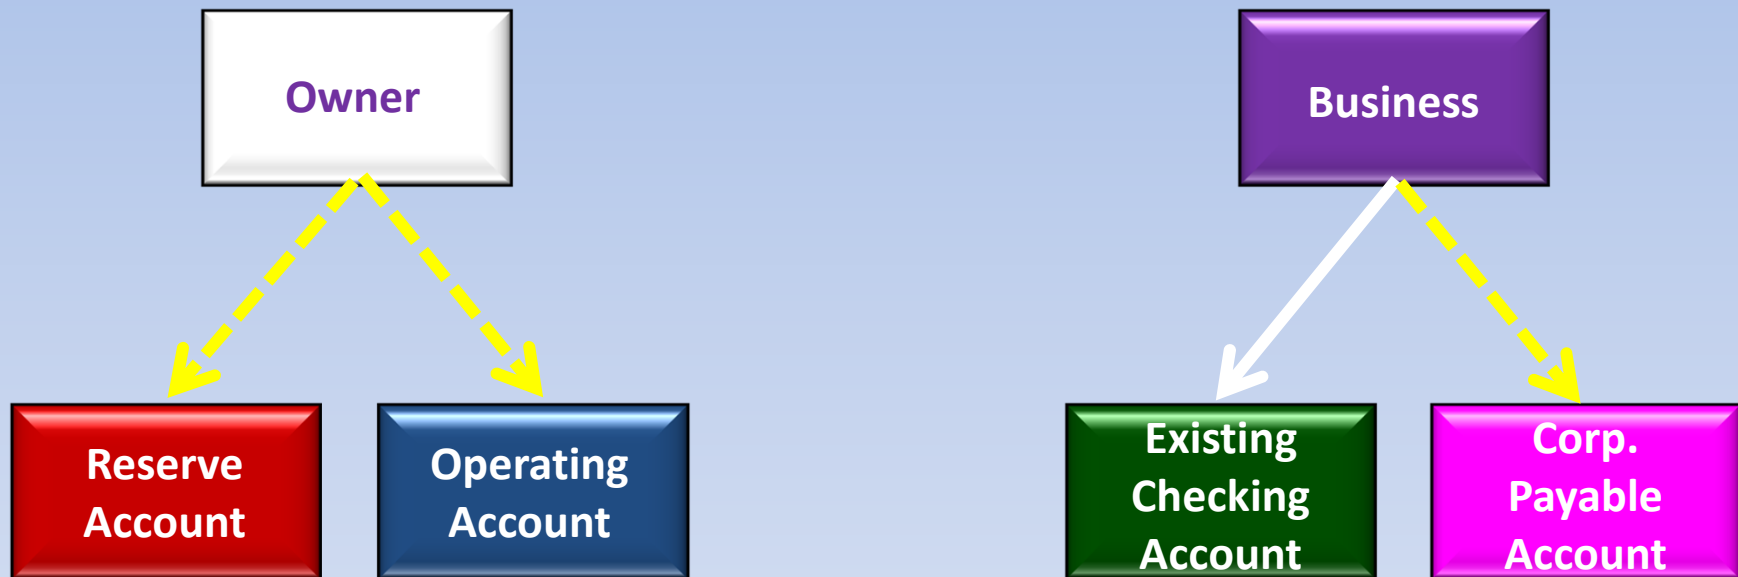 Owner
Business
Reserve
Account
Operating
Account
Existing
Checking
Account
Corp.
Payable
Account